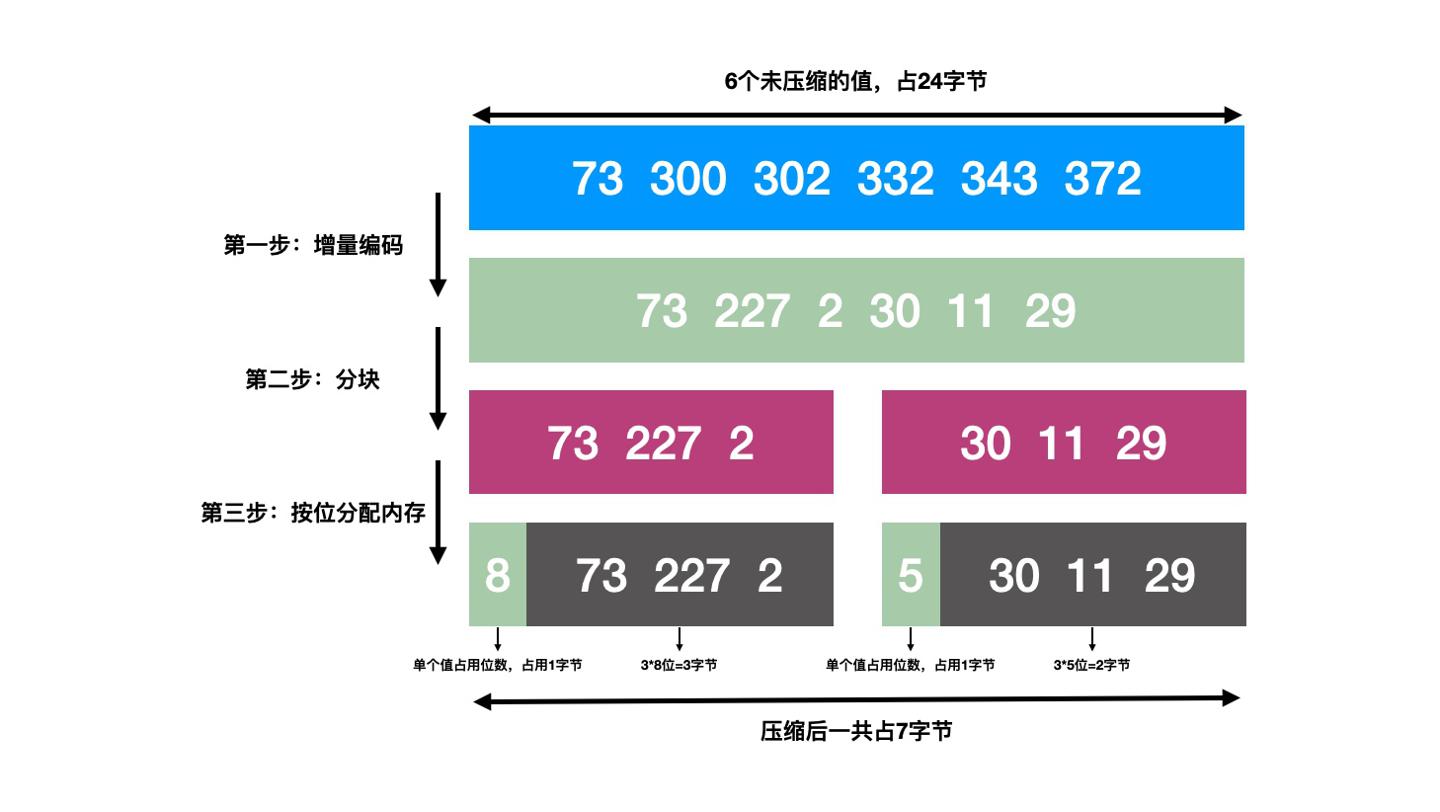 6个未压缩的值，占24字节
73 300 302 332 343 372
第一步：增量编码
73 227 2 30 11 29
第二步：分块
73 227 2
30 11 29
第三步：按位分配内存
8
73 227 2
5
30 11 29
单个值占用位数，占用1字节
3*8位=3字节
单个值占用位数，占用1字节
3*5位=2字节
压缩后一共占7字节